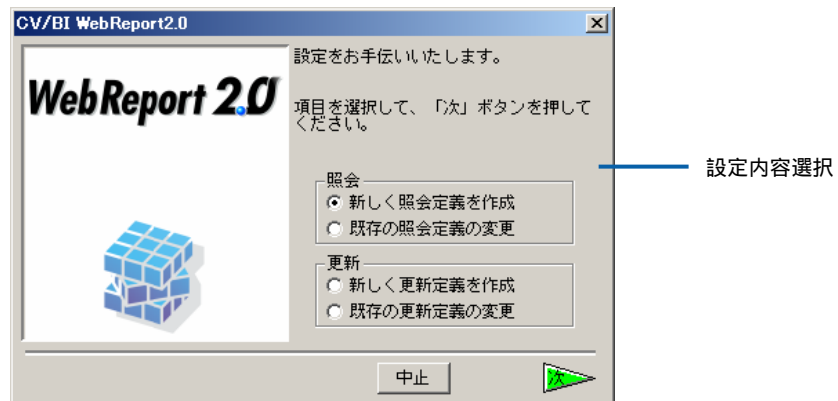 CV/BI WebReport2.0
WebReport 2.0
設定をお手伝いいたします。
項目を選択して、「次」ボタンを押して
ください。
設定内容選択
照会
新しく照会定義を作成
既存の照会定義の変更
更新
新しく更新定義を作成
既存の更新定義の変更
中止
次